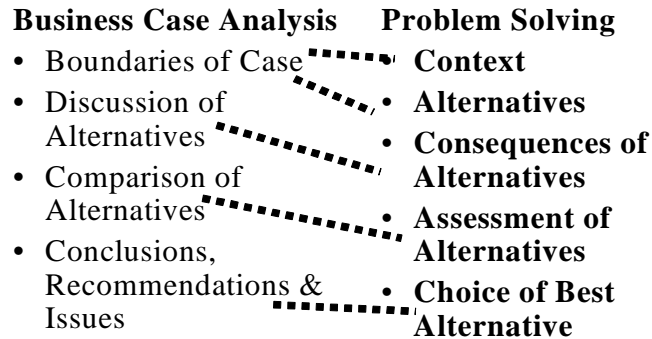 Business Case Analysis
• Boundaries of Case
• Discussion of
Alternatives
• Comparison of
Alternatives
• Conclusions,
Recommendations &
Issues
Problem Solving
• Context
• Alternatives
• Consequences of
Alternatives
• Assessment of
Alternatives
• Choice of Best
Alternative